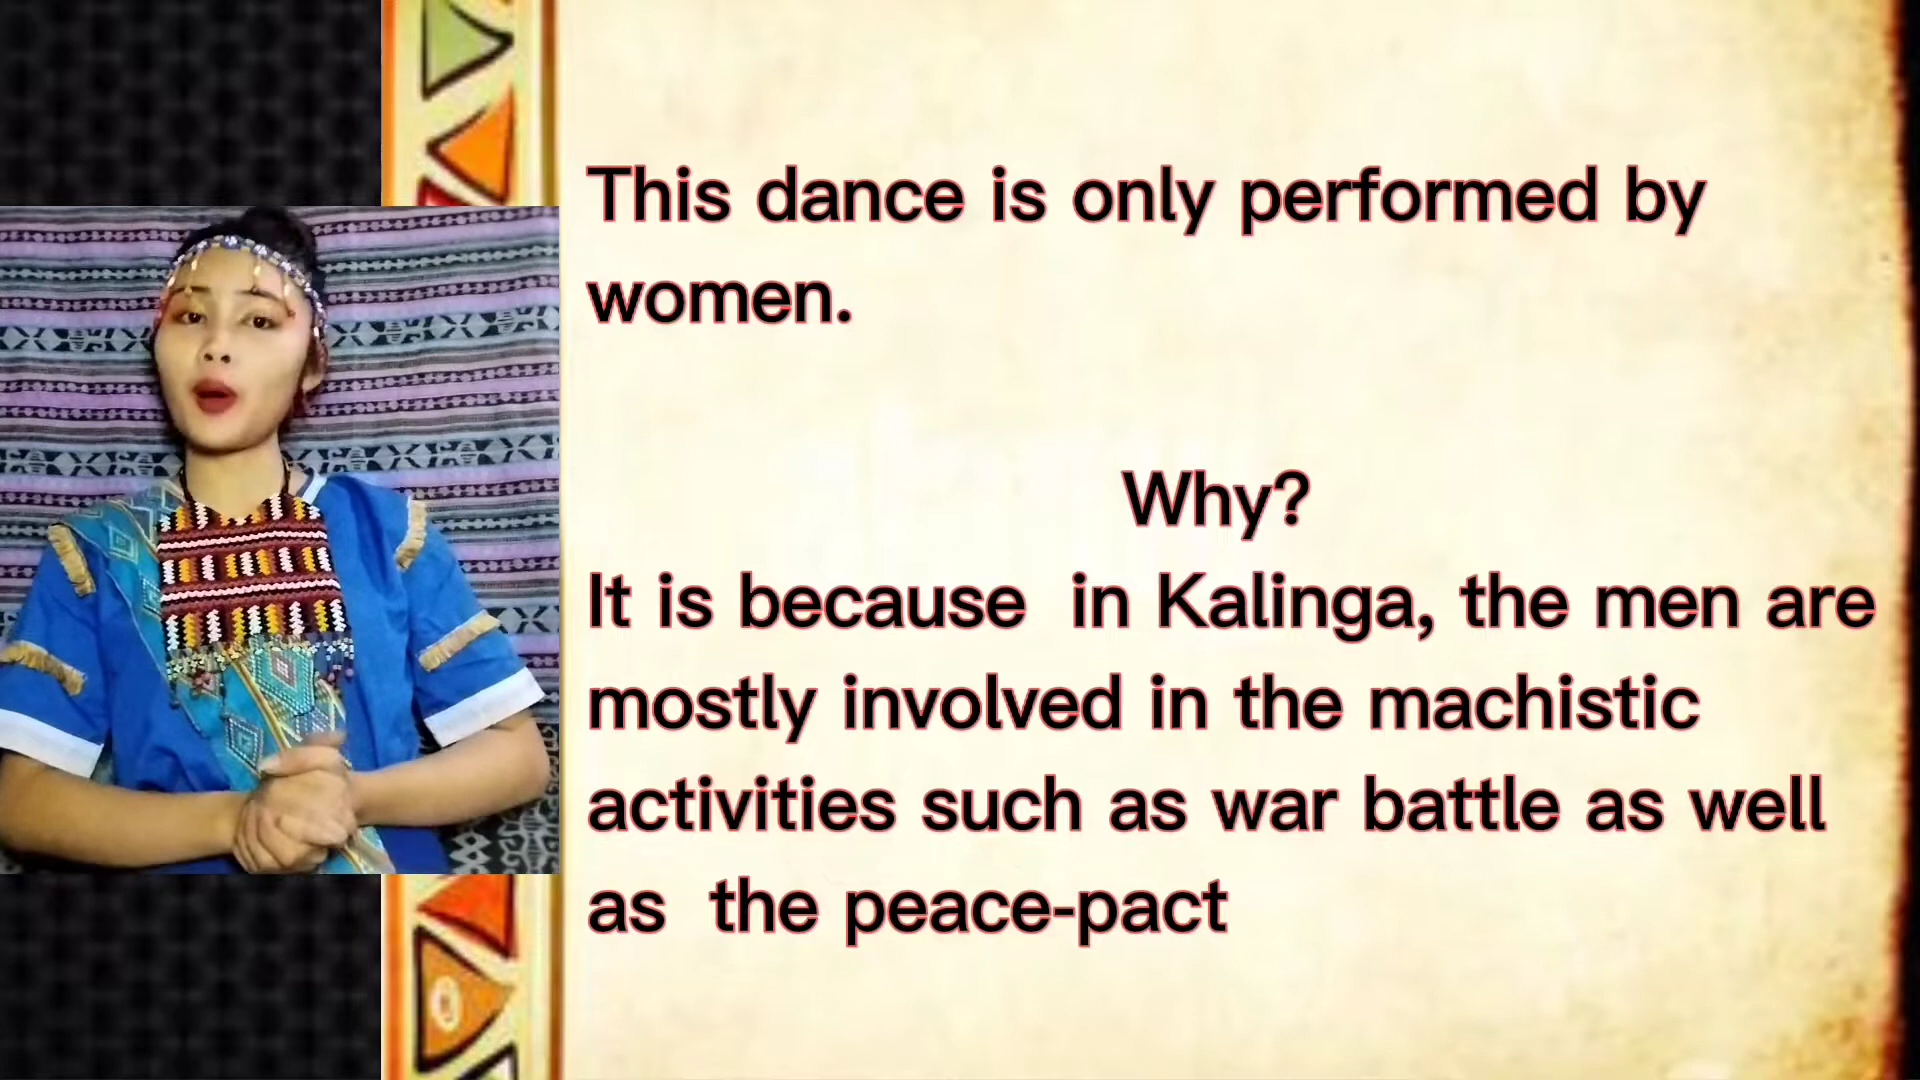 This dance is only performed by
women.
Why?
It is because in Kalinga, the men are
mostly involved in the machistic
activities such as war battle as well
as the peace-pact